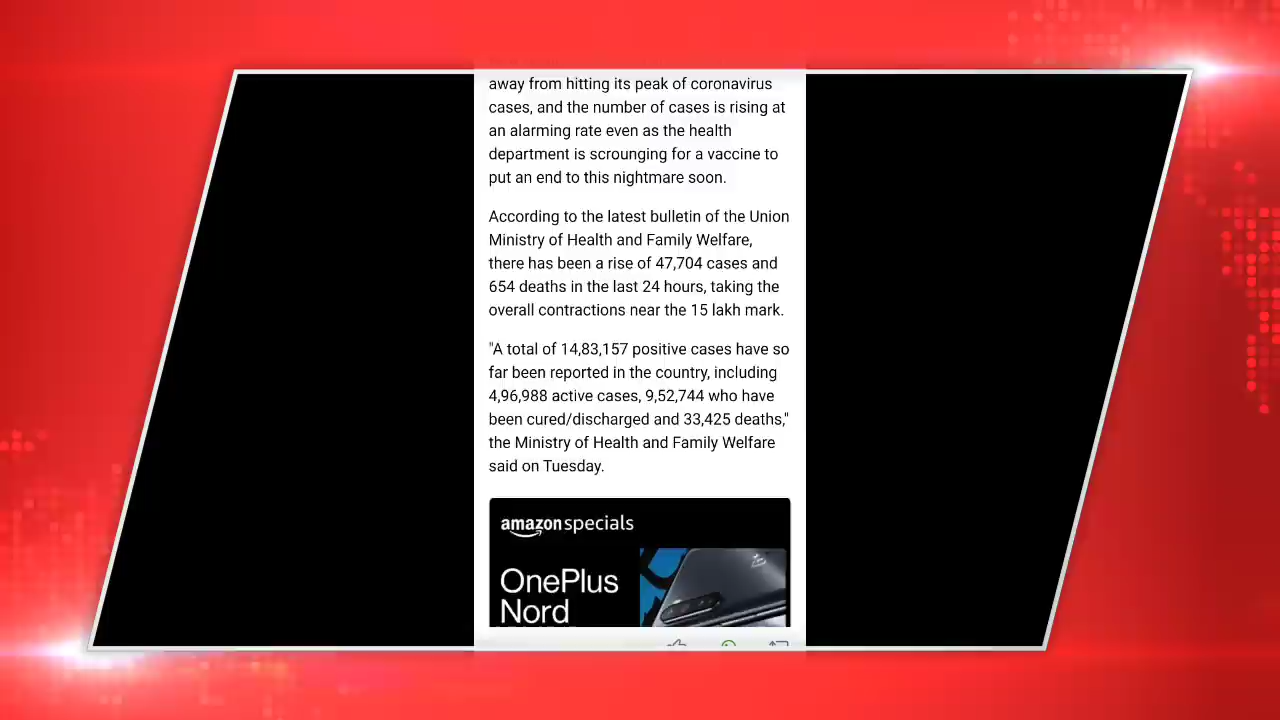 away from hitting its peak of coronavirus
cases, and the number of cases is rising at
an alarming rate even as the health
department is scrounging for a vaccine to
put an end to this nightmare soon.
According to the latest bulletin of the Union
Ministry of Health and Family Welfare,
there has been a rise of 47,704 cases and
654 deaths in the last 24 hours, taking the
overall contractions near the 15 lakh mark.
"A total of 14,83,157 positive cases have so
far been reported in the country, including
4,96,988 active cases, 9,52,744 who have
been cured/discharged and 33,425 deaths,"
the Ministry of Health and Family Welfare
said on Tuesday.
amazon specials
OnePlus
Nord